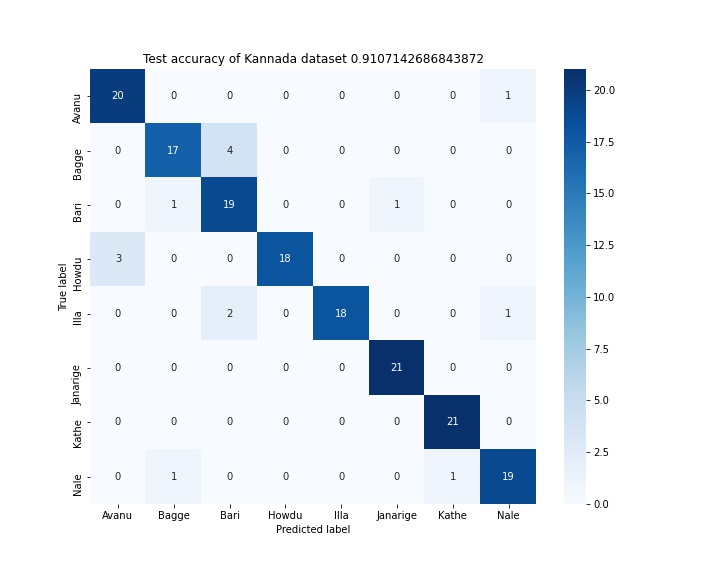 Test accuracy of Kannada dataset 0.9107142686843872
Avanu 20 0 0 0 0 0 0 1
Bagge 0 17 4 0 0 0 0 0
Bari 0 1 19 0 0 1 0 0
Howdu 3 0 0 18 0 0 0 0
Illa 0 0 2 0 18 0 0 1
Janarige 0 0 0 0 0 21 0 0
Kathe 0 0 0 0 0 0 21 0
Nale 0 1 0 0 0 0 1 19
True label
Avanu Bagge Bari Howdu Illa Janarige Kathe Nale
Predicted label
20.0
17.5
15.0
12.5
10.0
7.5
5.0
2.5
0.0